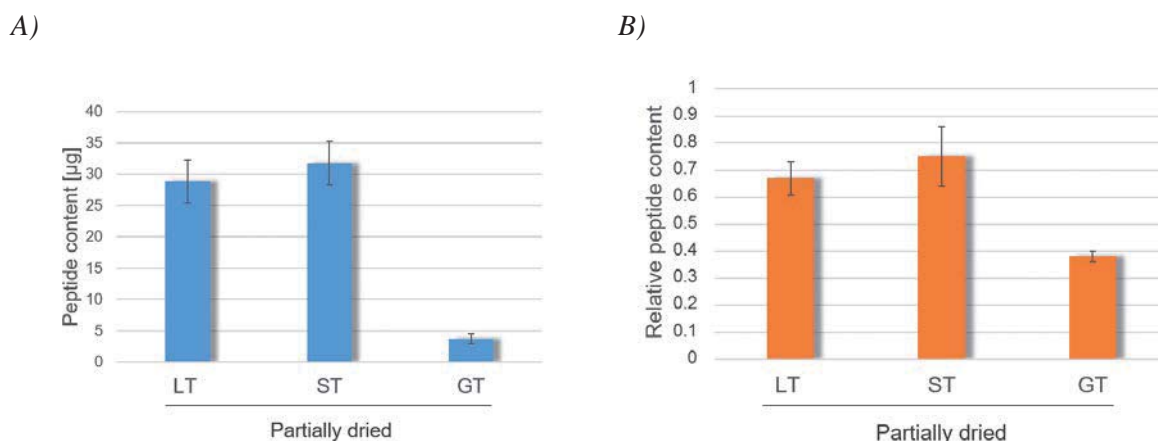 A)
B)
Peptide content [µg]
40
35
30
25
20
15
10
5
0
LT ST GT
Partially dried
Relative peptide content
1
0.9
0.8
0.7
0.6
0.5
0.4
0.3
0.2
0.1
0
LT ST GT
Partially dried